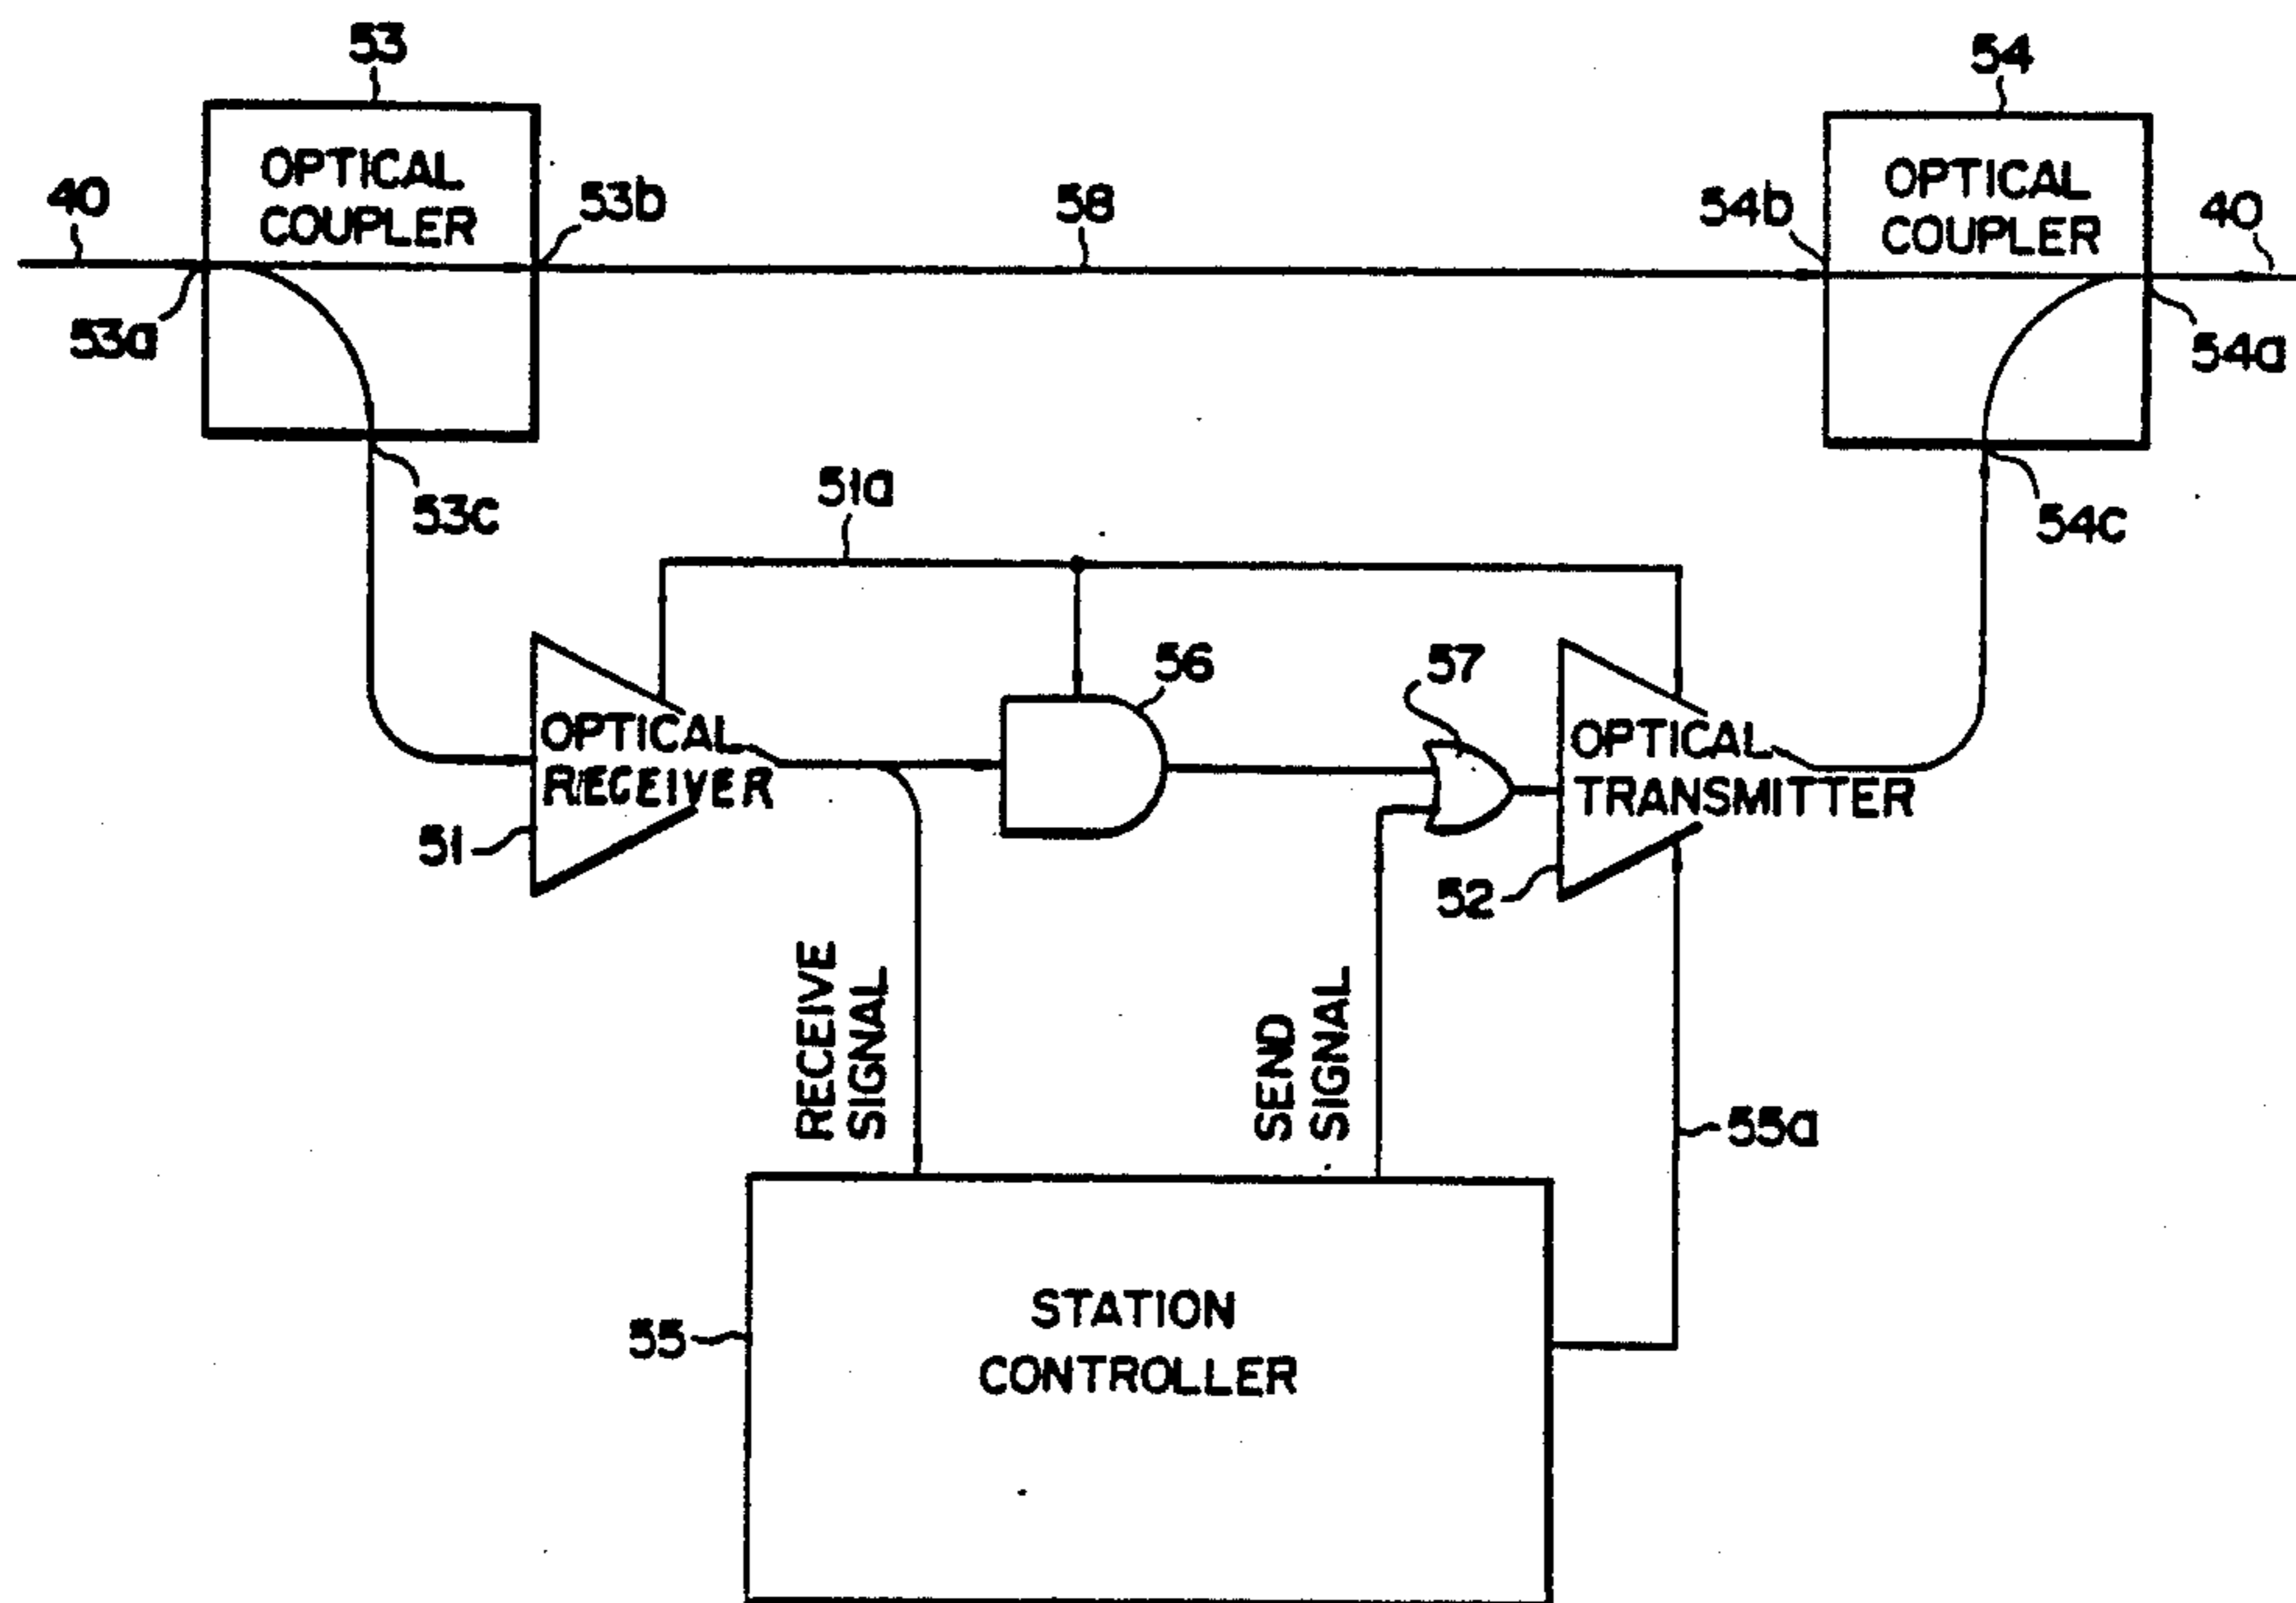 53
54
OPTICAL
COUPLER
OPTICAL
COUPLER
40
53b
58
54b
40
53a
54a
53c
51a
54c
56
57
OPTICAL
RECEIVER
OPTICAL
TRANSMITTER
51
52
RECEIVE
SIGNAL
SEND
SIGNAL
55a
STATION
CONTROLLER
55